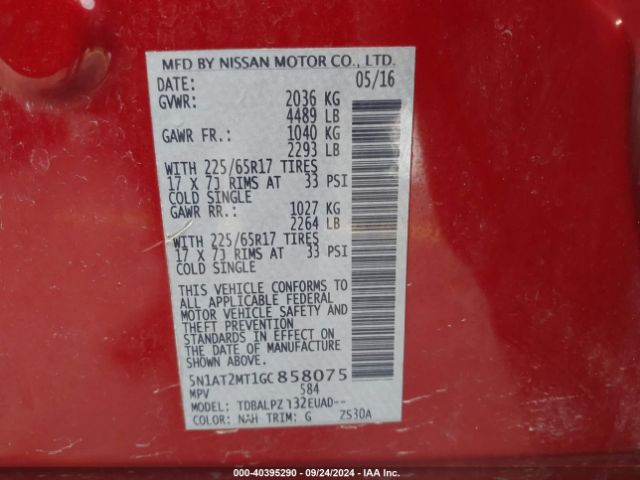 MFD BY NISSAN MOTOR CO., LTD.
DATE: 05/16
GVWR: 2036 KG
4489 LB
GAWR FR.: 1040 KG
2293 LB
WITH 225/65R17 TIRES
17 X 7J RIMS AT 33 PSI
COLD SINGLE
GAWR RR.: 1027 KG
2264 LB
WITH 225/65R17 TIRES
17 X 7J RIMS AT 33 PSI
COLD SINGLE
THIS VEHICLE CONFORMS TO
ALL APPLICABLE FEDERAL
MOTOR VEHICLE SAFETY AND
THEFT PREVENTION
STANDARDS IN EFFECT ON
THE DATE OF MANUFACTURE
SHOWN ABOVE.
5N1AT2MT1GC858075
MPV 584
MODEL: TDBALPZ 132EUAD--
COLOR: NAH TRIM: G ZS30A
000-40395290 - 09/24/2024 - IAA Inc.